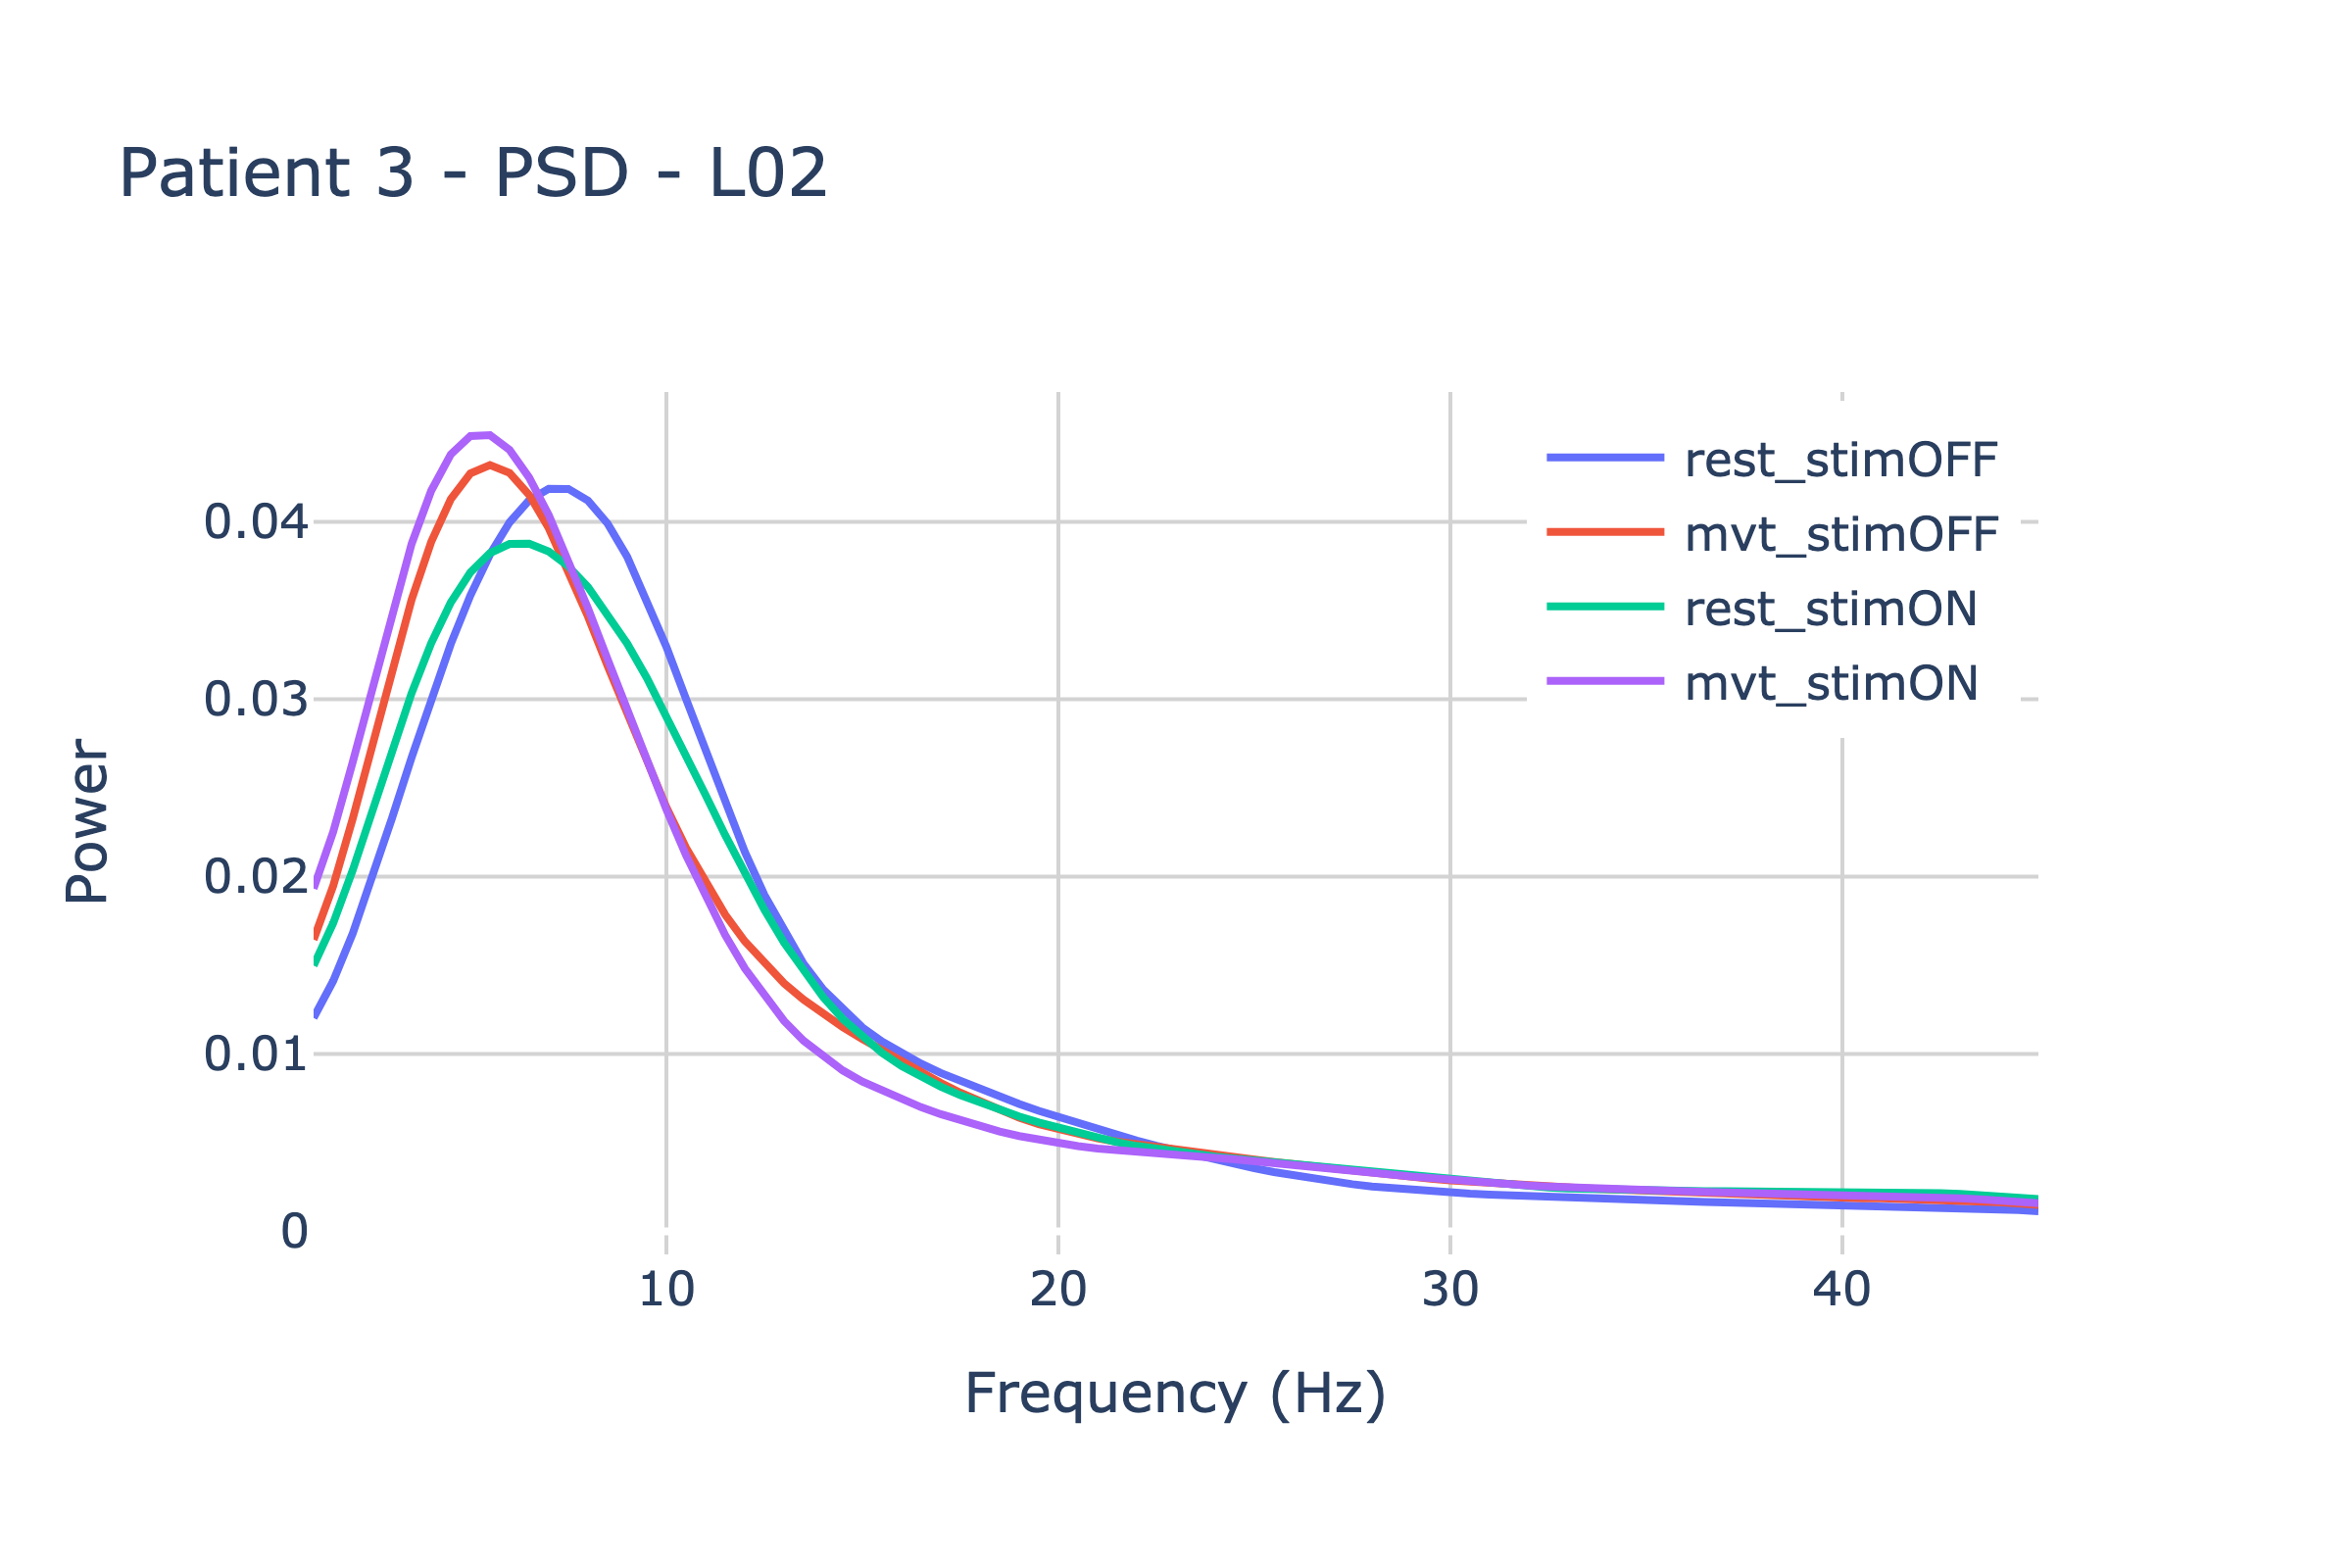 Patient 3 - PSD - L02
rest_stimOFF
mvt_stimOFF
rest_stimON
mvt_stimON
0.04
0.03
0.02
0.01
0
Power
10 20 30 40
Frequency (Hz)